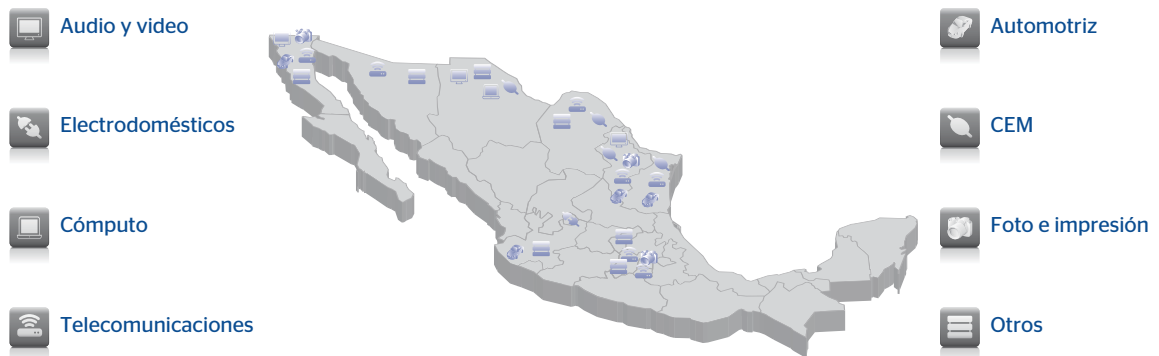 Audio y video
Electrodomésticos
Cómputo
Telecomunicaciones
Automotriz
CEM
Foto e impresión
Otros